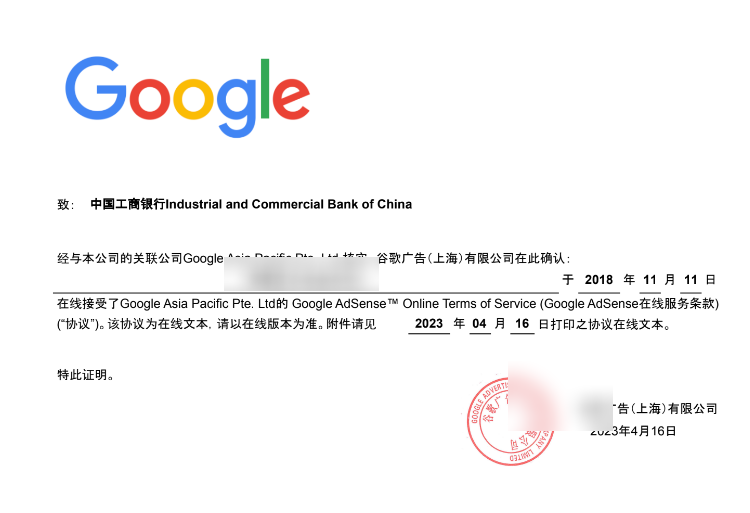 Google
致： 中国工商银行Industrial and Commercial Bank of China
经与本公司的关联公司Google Asia Pacific Pte. Ltd 核实，谷歌广告（上海）有限公司在此确认：
于 2018 年 11 月 11 日
在线接受了Google Asia Pacific Pte. Ltd的 Google AdSense™ Online Terms of Service (Google AdSense在线服务条款)
(“协议”)。该协议为在线文本，请以在线版本为准。附件请见 2023 年 04 月 16 日打印之协议在线文本。
特此证明。
GOOGLE ADVERTI
谷歌广
公司
PANY LIMITED
广告（上海）有限公司
2023年4月16日